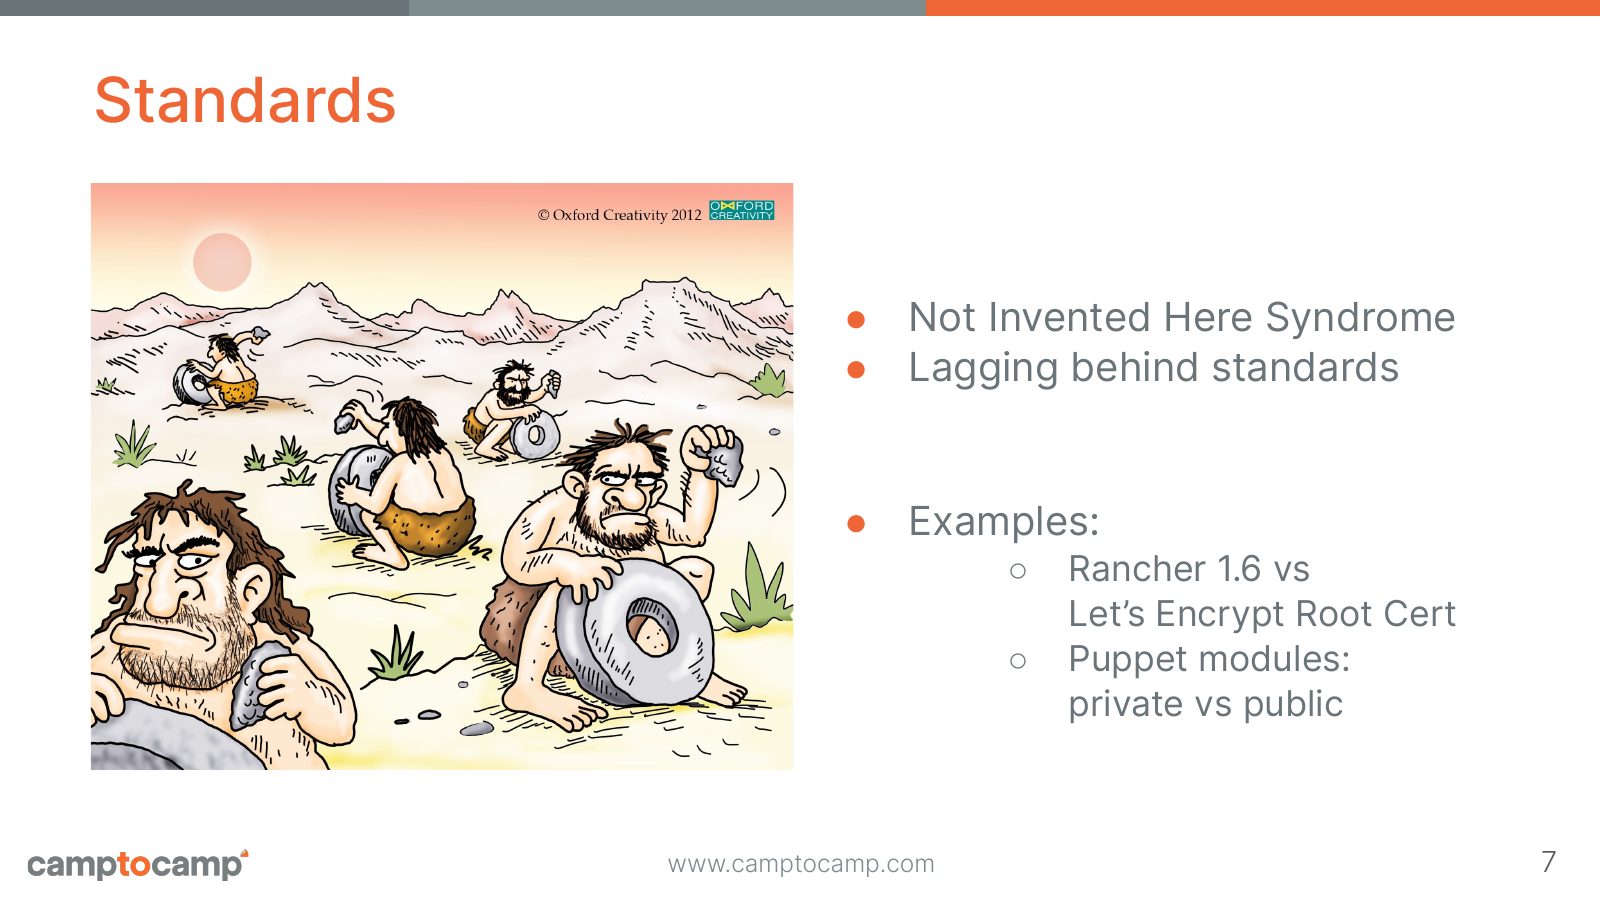 Standards
© Oxford Creativity 2012
OXFORD
CREATIVITY
● Not Invented Here Syndrome
● Lagging behind standards
● Examples:
○ Rancher 1.6 vs
Let’s Encrypt Root Cert
○ Puppet modules:
private vs public
camptocamp
www.camptocamp.com
7